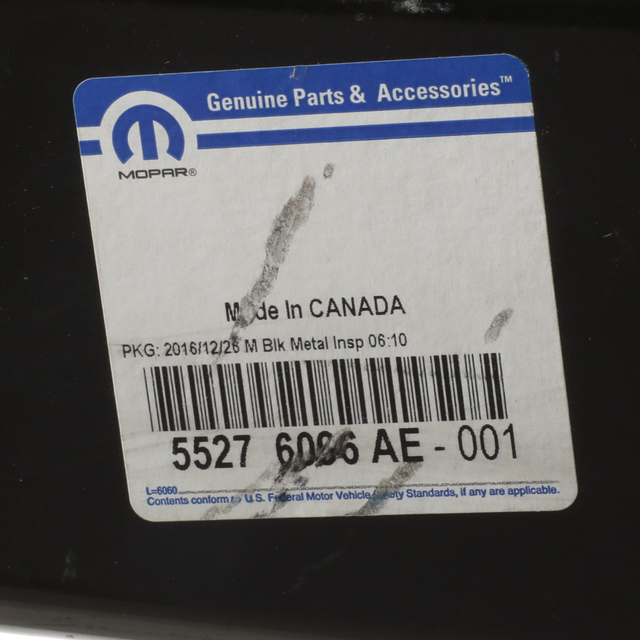 Genuine Parts & Accessories™
MOPAR®
Made In CANADA
PKG: 2016/12/26 M Blk Metal Insp 06:10
5527 6096 AE - 001
L=6060
Contents conform to U.S. Federal Motor Vehicle Safety Standards, if any are applicable.